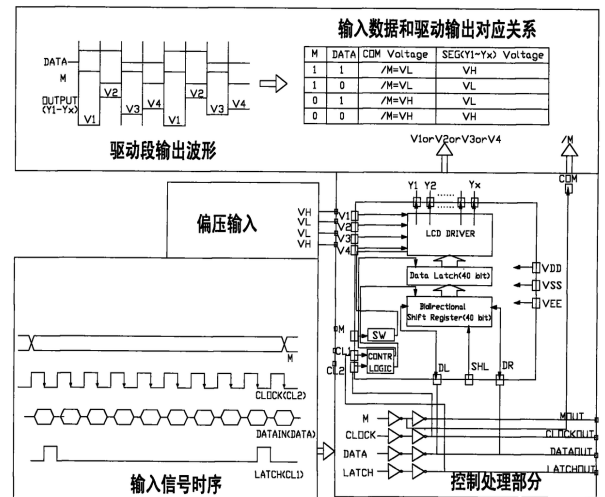 输入数据和驱动输出对应关系
M DATA COM Voltage SEG(Y1~Yx) Voltage
1 1 /M=VL VH
1 0 /M=VL VL
0 1 /M=VH VL
0 0 /M=VH VH
DATA
M
OUTPUT
(Y1-Yx)
V1 V2 V3 V4 V1 V2 V3 V4
驱动段输出波形
V1orV2orV3orV4
/M
COM
偏压输入
VH
VL
VL
VH
V1
V2
V3
V4
Y1 Y2 ...... Yx
......
LCD DRIVER
Data Latch(40 bit)
Bidirectional
Shift Register(40 bit)
VDD
VSS
VEE
M
SW
CL1
CL2
CONTR
LOGIC
DL
SHL
DR
M
CLOCK(CL2)
DATAIN(DATA)
LATCH(CL1)
输入信号时序
M
CLOCK
DATA
LATCH
MOUT
CLOCKOUT
DATAOUT
LATCHOUT
控制处理部分